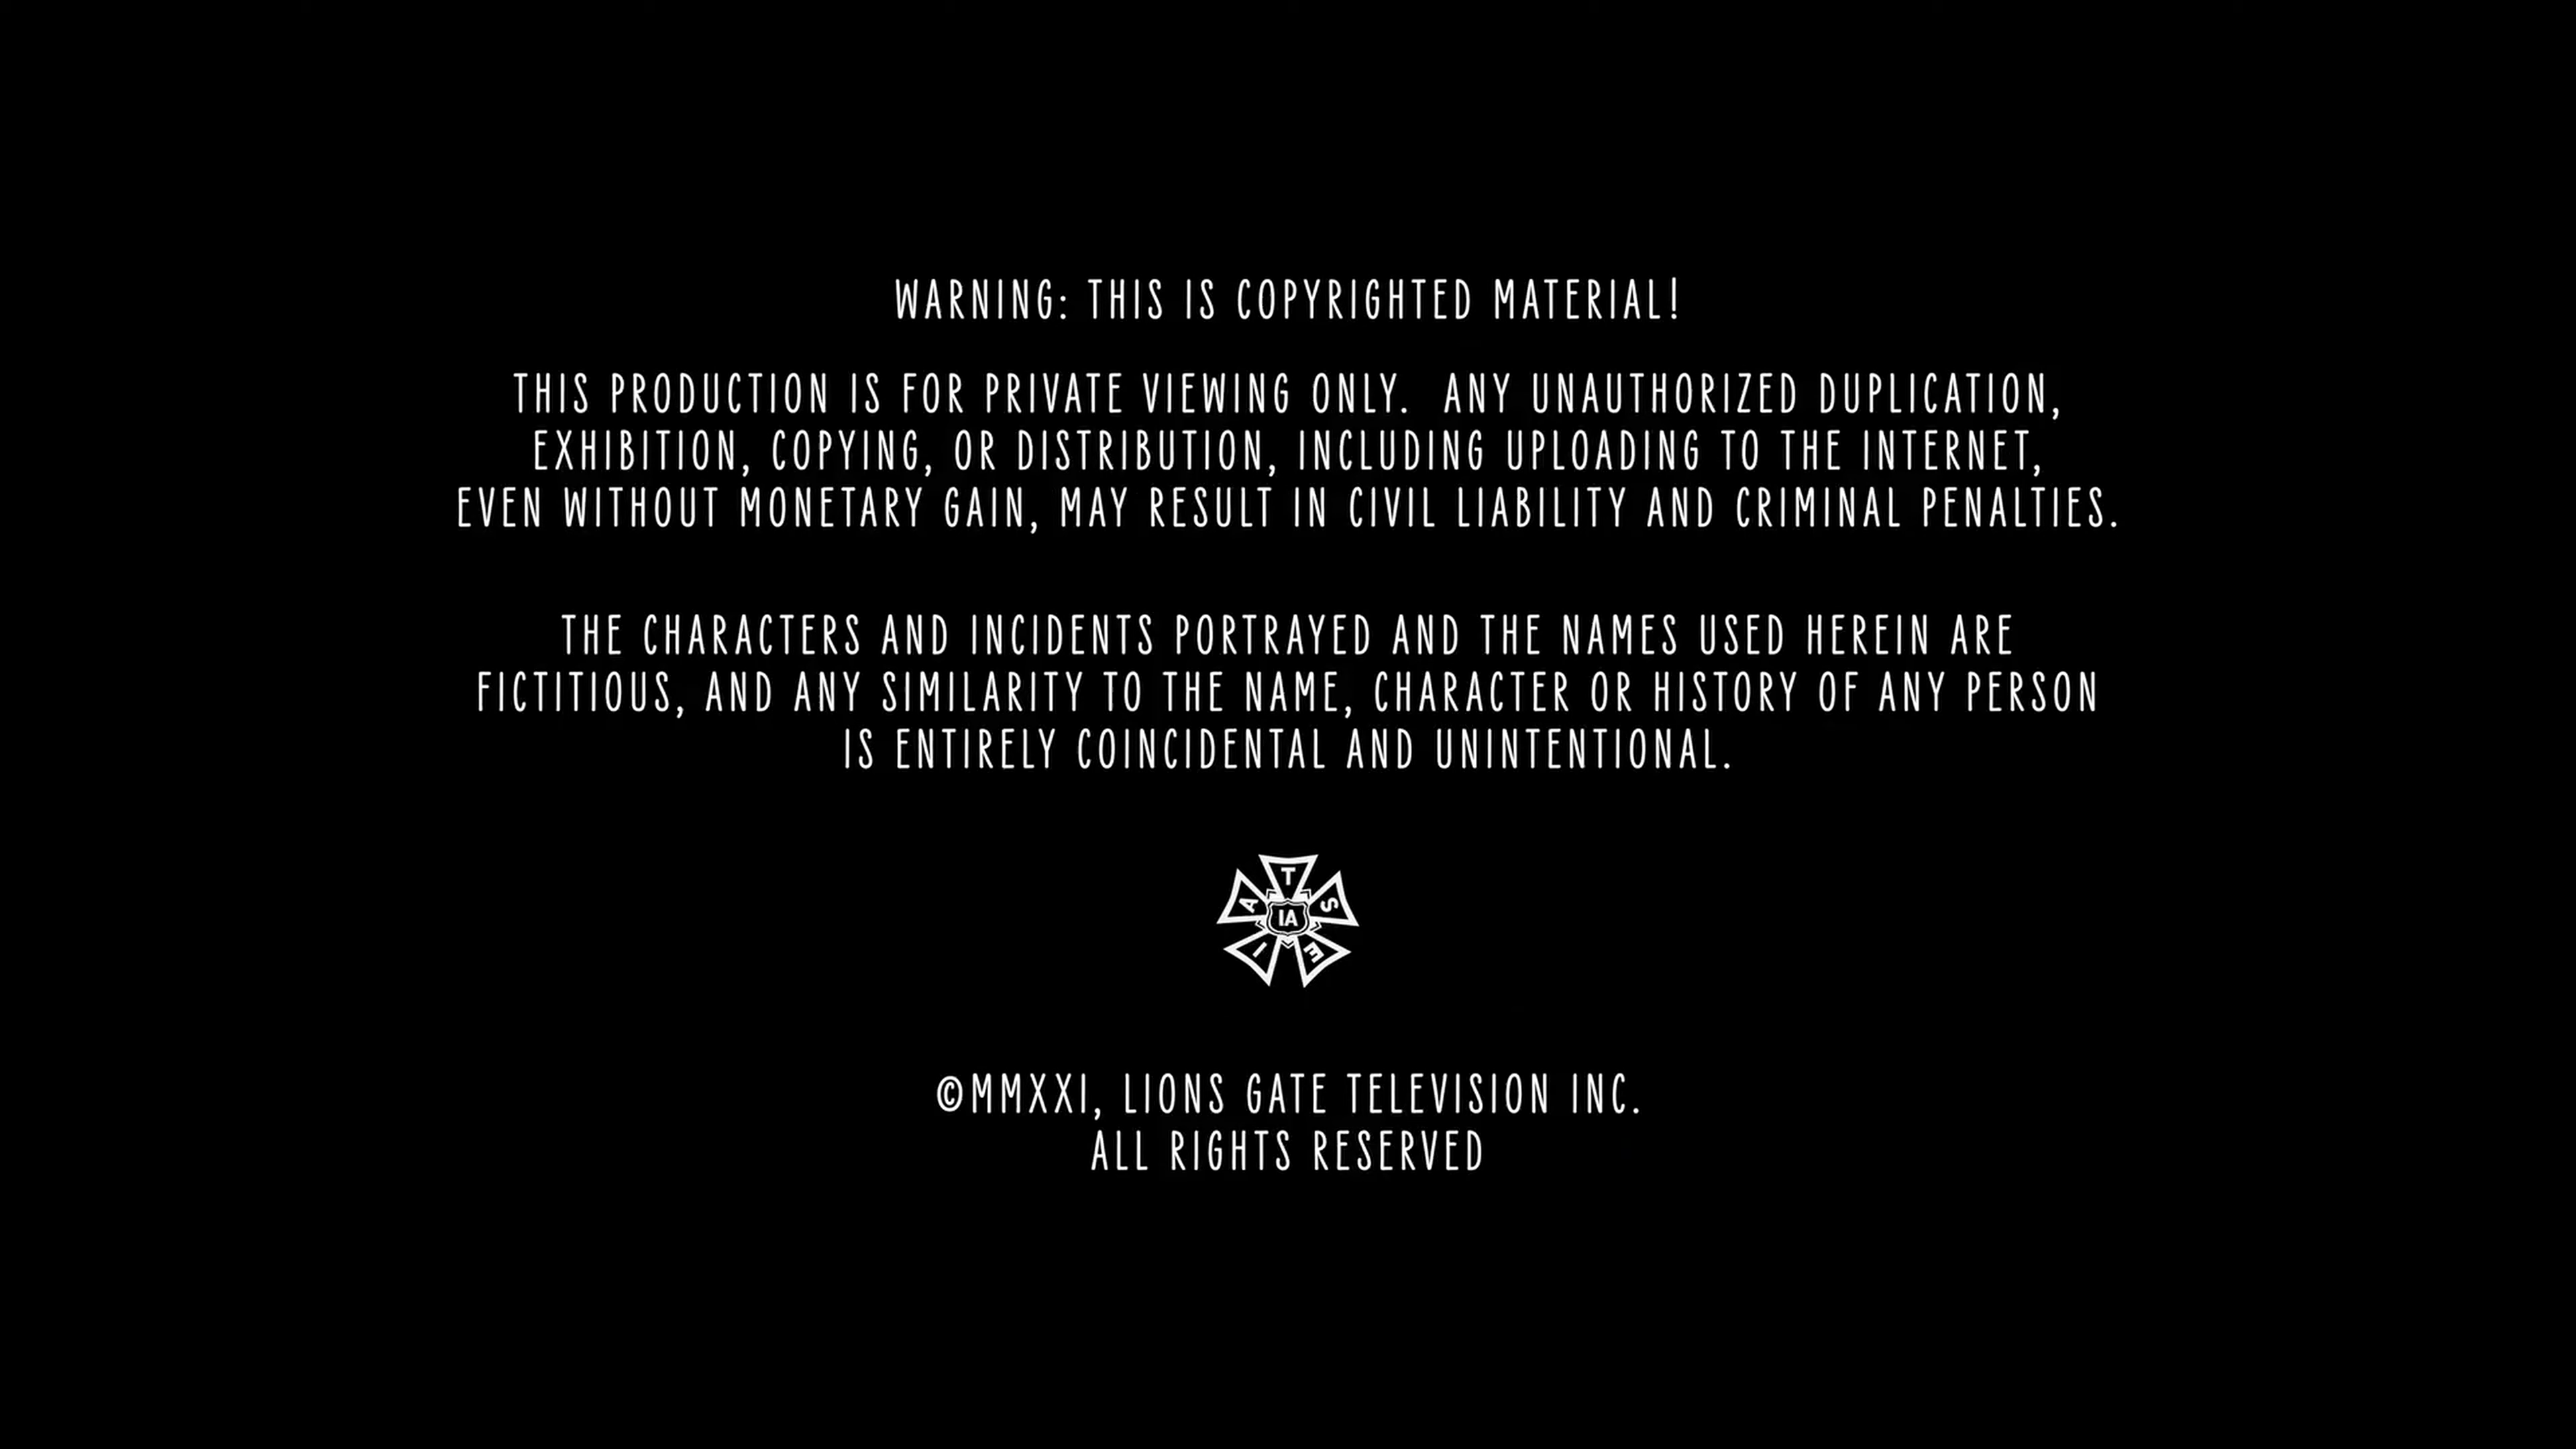 WARNING: THIS IS COPYRIGHTED MATERIAL!
THIS PRODUCTION IS FOR PRIVATE VIEWING ONLY.  ANY UNAUTHORIZED DUPLICATION,
EXHIBITION, COPYING, OR DISTRIBUTION, INCLUDING UPLOADING TO THE INTERNET,
EVEN WITHOUT MONETARY GAIN, MAY RESULT IN CIVIL LIABILITY AND CRIMINAL PENALTIES.
THE CHARACTERS AND INCIDENTS PORTRAYED AND THE NAMES USED HEREIN ARE
FICTITIOUS, AND ANY SIMILARITY TO THE NAME, CHARACTER OR HISTORY OF ANY PERSON
IS ENTIRELY COINCIDENTAL AND UNINTENTIONAL.
I A T S E
IA
©MMXXI, LIONS GATE TELEVISION INC.
ALL RIGHTS RESERVED